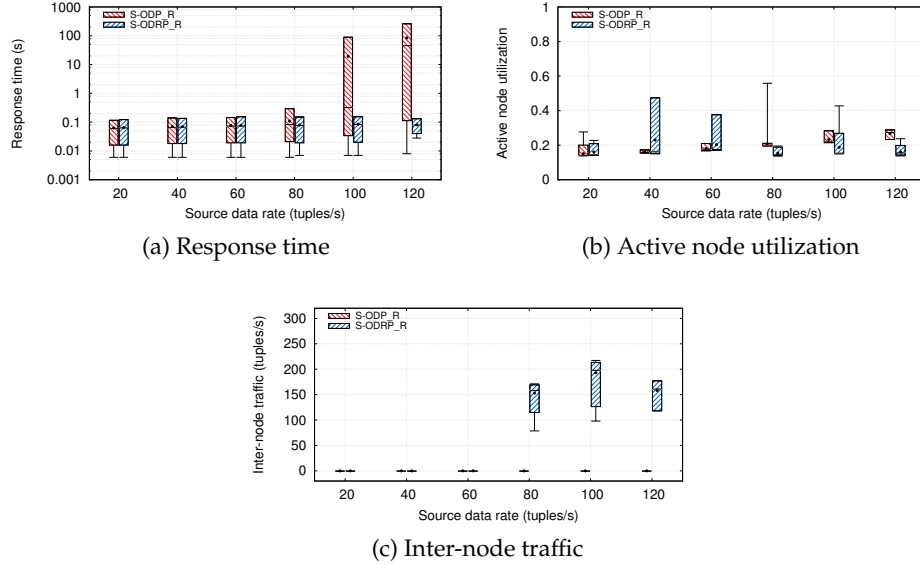 1000
100
10
1
0.1
0.01
0.001
Response time (s)
S-ODP_R
S-ODRP_R
20 40 60 80 100 120
Source data rate (tuples/s)
(a) Response time
1
0.8
0.6
0.4
0.2
0
Active node utilization
S-ODP_R
S-ODRP_R
20 40 60 80 100 120
Source data rate (tuples/s)
(b) Active node utilization
300
250
200
150
100
50
0
Inter-node traffic (tuples/s)
S-ODP_R
S-ODRP_R
20 40 60 80 100 120
Source data rate (tuples/s)
(c) Inter-node traffic